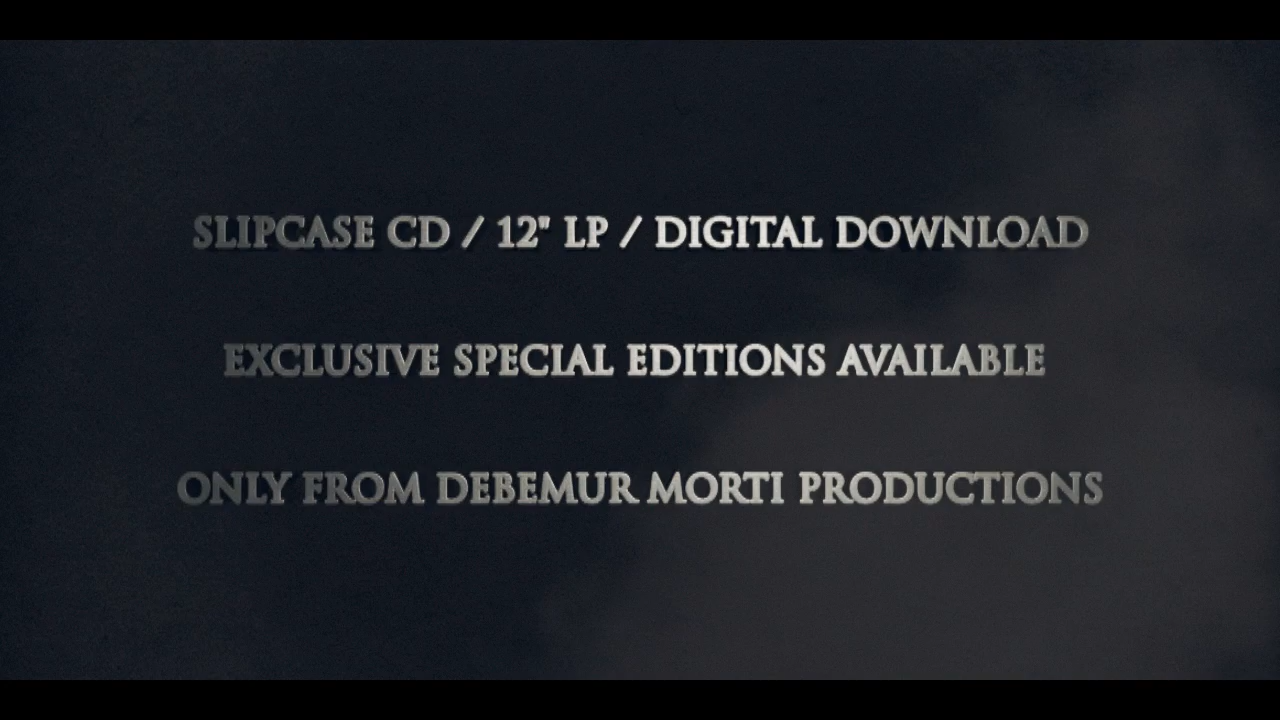 SLIPCASE CD / 12" LP / DIGITAL DOWNLOAD
EXCLUSIVE SPECIAL EDITIONS AVAILABLE
ONLY FROM DEBEMUR MORTI PRODUCTIONS